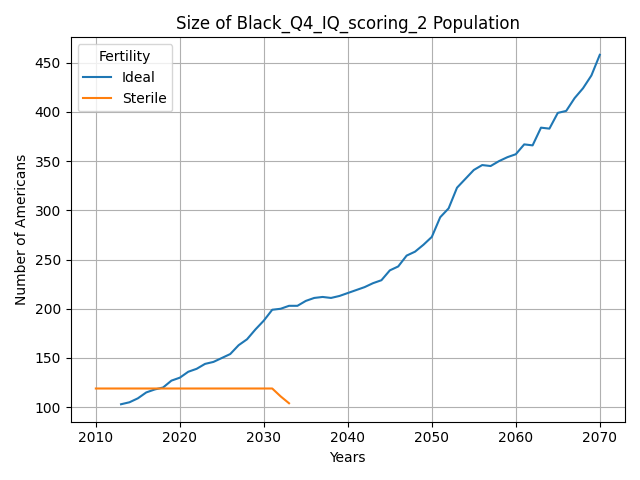 Size of Black_Q4_IQ_scoring_2 Population
Fertility
Ideal
Sterile
Number of Americans
450
400
350
300
250
200
150
100
2010 2020 2030 2040 2050 2060 2070
Years